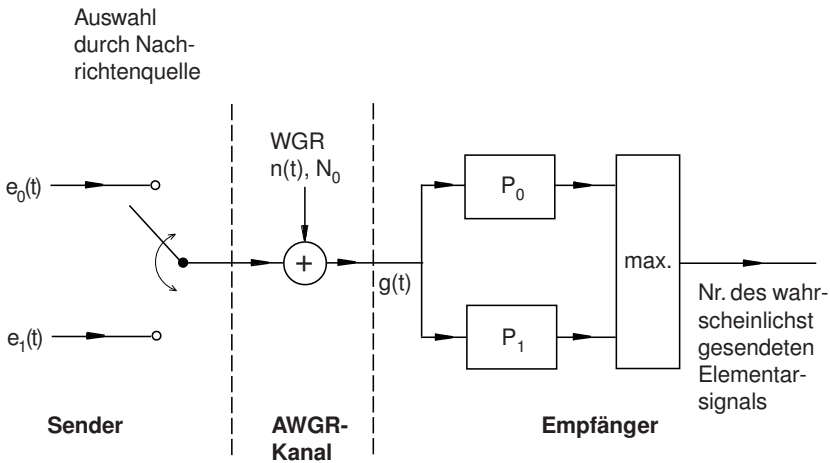 Auswahl
durch Nach-
richtenquelle
WGR
n(t), N₀
e₀(t)
P₀
g(t)
max.
e₁(t)
P₁
Nr. des wahr-
scheinlichst
gesendeten
Elementar-
signals
Sender
AWGR-
Kanal
Empfänger
+